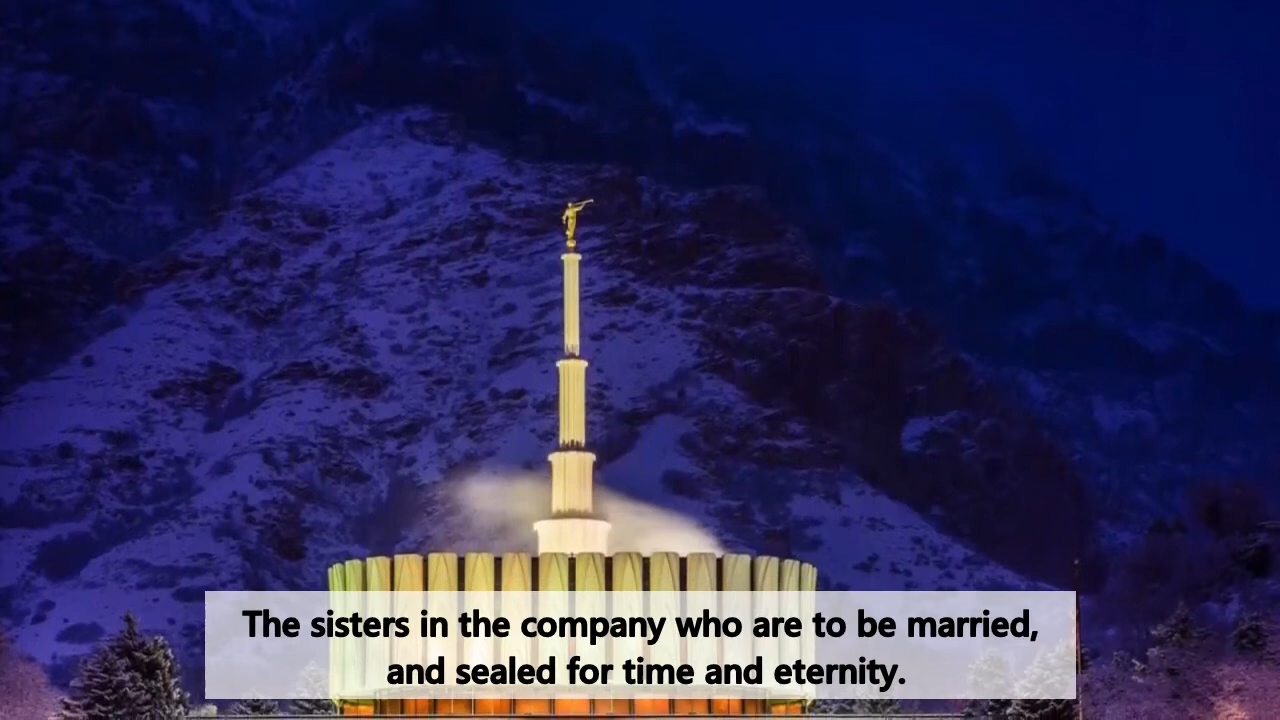 The sisters in the company who are to be married,
and sealed for time and eternity.